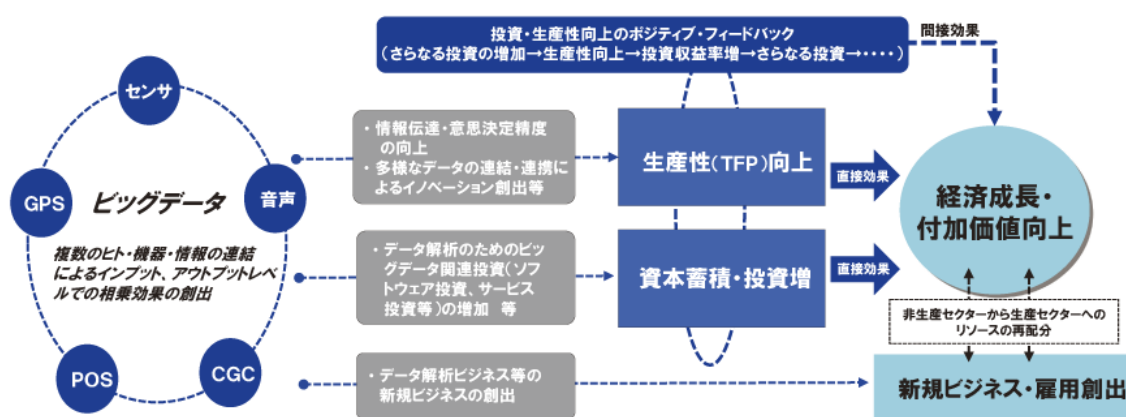 投資・生産性向上のポジティブ・フィードバック
(さらなる投資の増加→生産性向上→投資収益率増→さらなる投資→‥‥)
間接効果
センサ
GPS
ビッグデータ
音声
複数のヒト・機器・情報の連結
によるインプット、アウトプットレベ
ルでの相乗効果の創出
POS
CGC
・情報伝達・意思決定精度
の向上
・多様なデータの連結・連携に
よるイノベーション創出等
生産性(TFP)向上
直接効果
経済成長・
付加価値向上
・データ解析のためのビッ
グデータ関連投資(ソフ
トウェア投資、サービス
投資等)の増加 等
資本蓄積・投資増
直接効果
非生産セクターから生産セクターへの
リソースの再配分
・データ解析ビジネス等の
新規ビジネスの創出
新規ビジネス・雇用創出